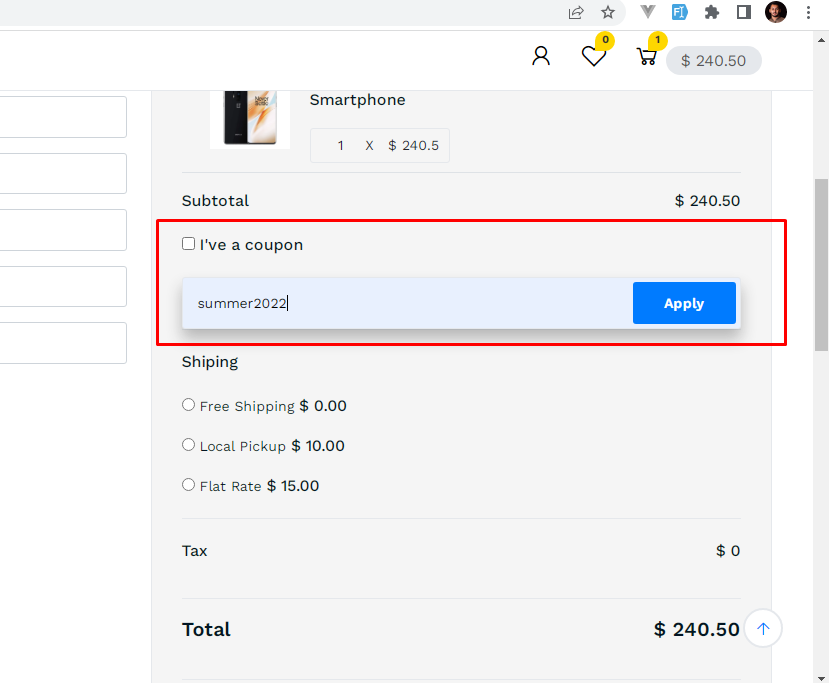 0
1
$ 240.50
Smartphone
1 X $ 240.5
Subtotal $ 240.50
I've a coupon
summer2022
Apply
Shiping
Free Shipping $ 0.00
Local Pickup $ 10.00
Flat Rate $ 15.00
Tax $ 0
Total $ 240.50